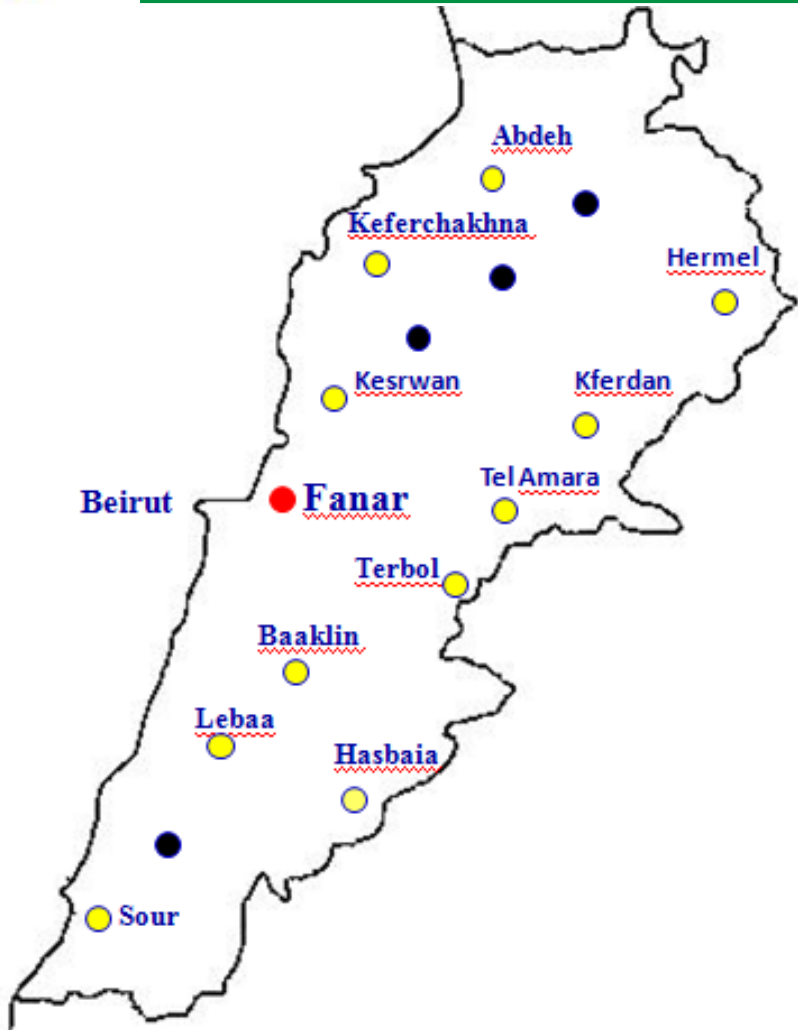 Abdeh
Keferchakhna
Hermel
Kesrwan
Kferdan
Tel Amara
Beirut
Fanar
Terbol
Baaklin
Lebaa
Hasbaia
Sour